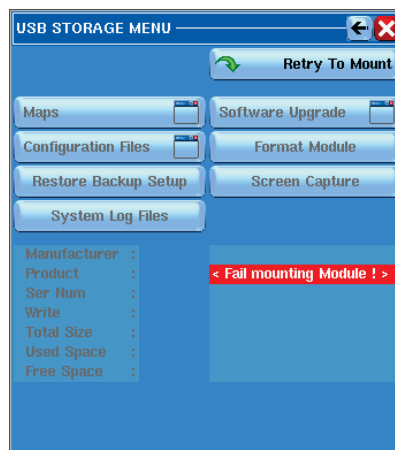 USB STORAGE MENU
Retry To Mount
Maps
Software Upgrade
Configuration Files
Format Module
Restore Backup Setup
Screen Capture
System Log Files
Manufacturer :
Product : < Fail mounting Module ! >
Ser Num :
Write :
Total Size :
Used Space :
Free Space :